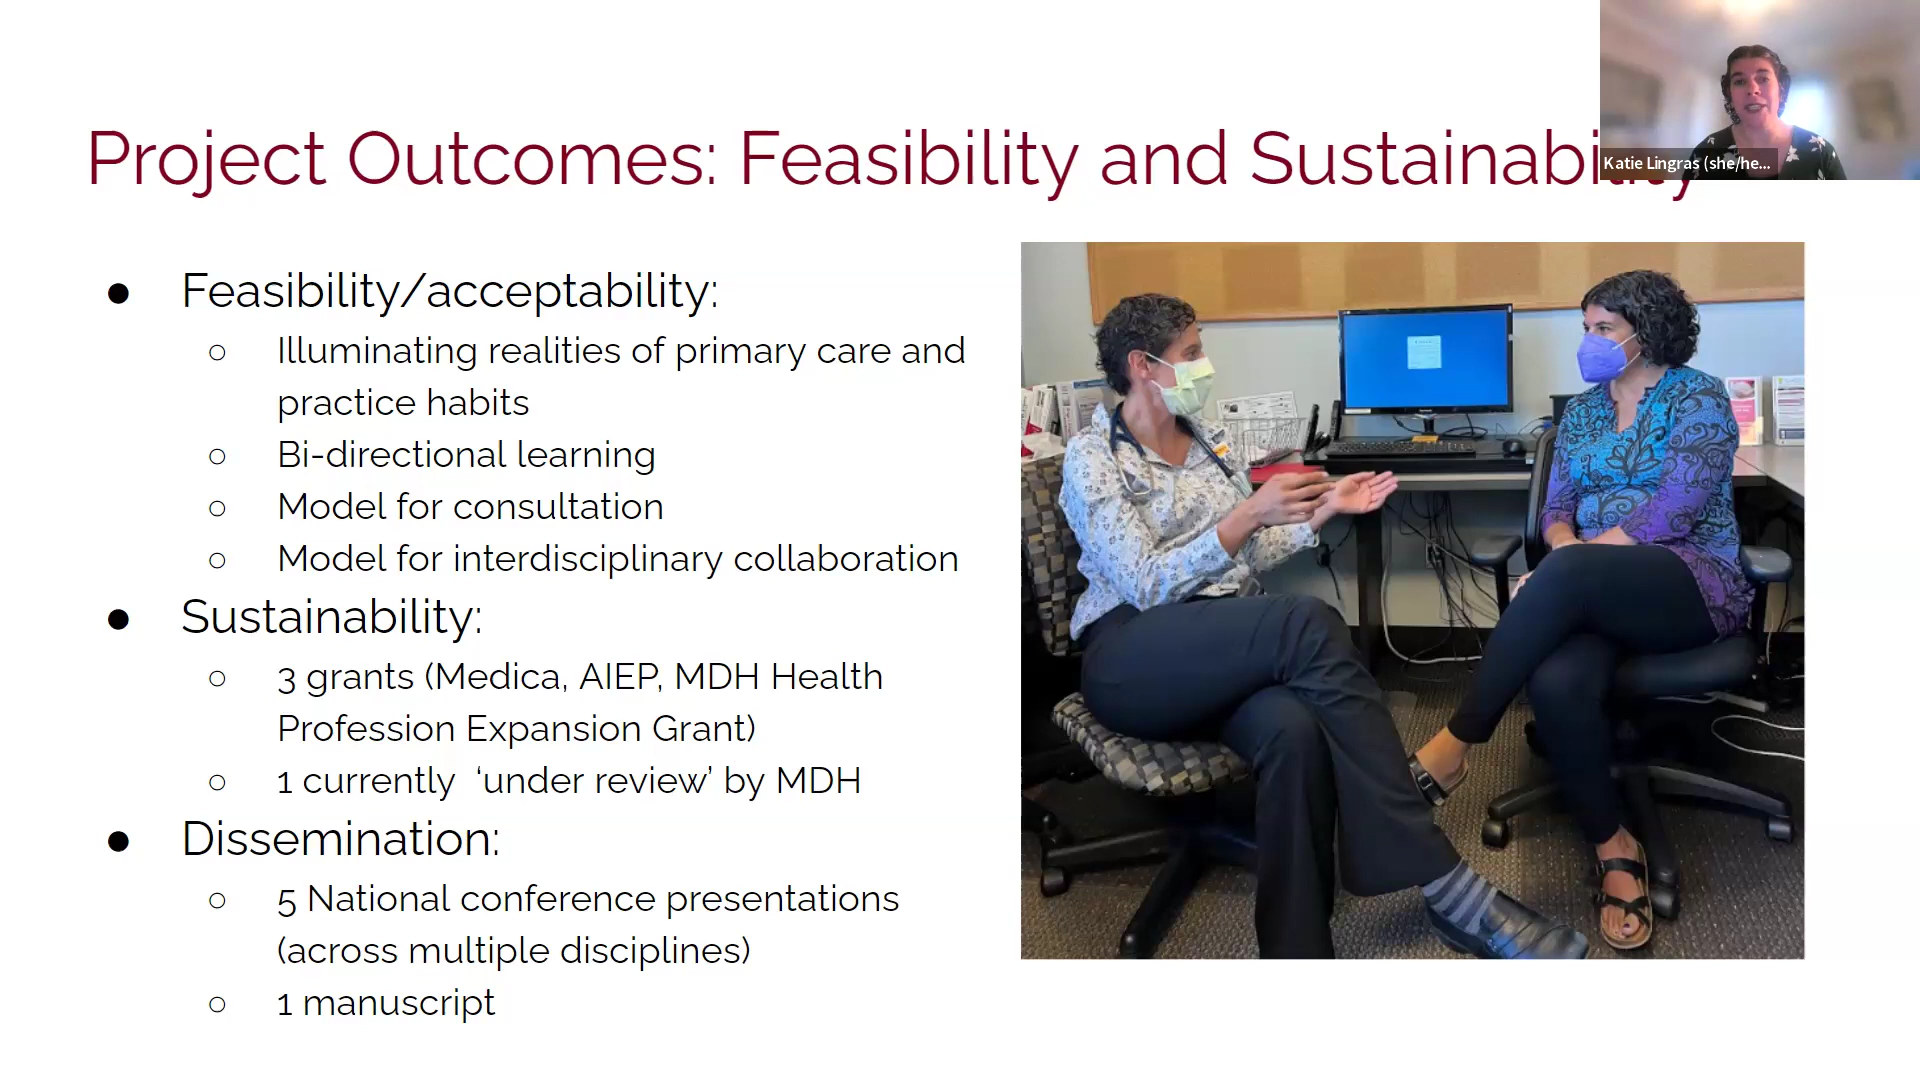 Project Outcomes: Feasibility and Sustainability
Katie Lingras (she/he...
● Feasibility/acceptability:
○ Illuminating realities of primary care and
practice habits
○ Bi-directional learning
○ Model for consultation
○ Model for interdisciplinary collaboration
● Sustainability:
○ 3 grants (Medica, AIEP, MDH Health
Profession Expansion Grant)
○ 1 currently ‘under review’ by MDH
● Dissemination:
○ 5 National conference presentations
(across multiple disciplines)
○ 1 manuscript